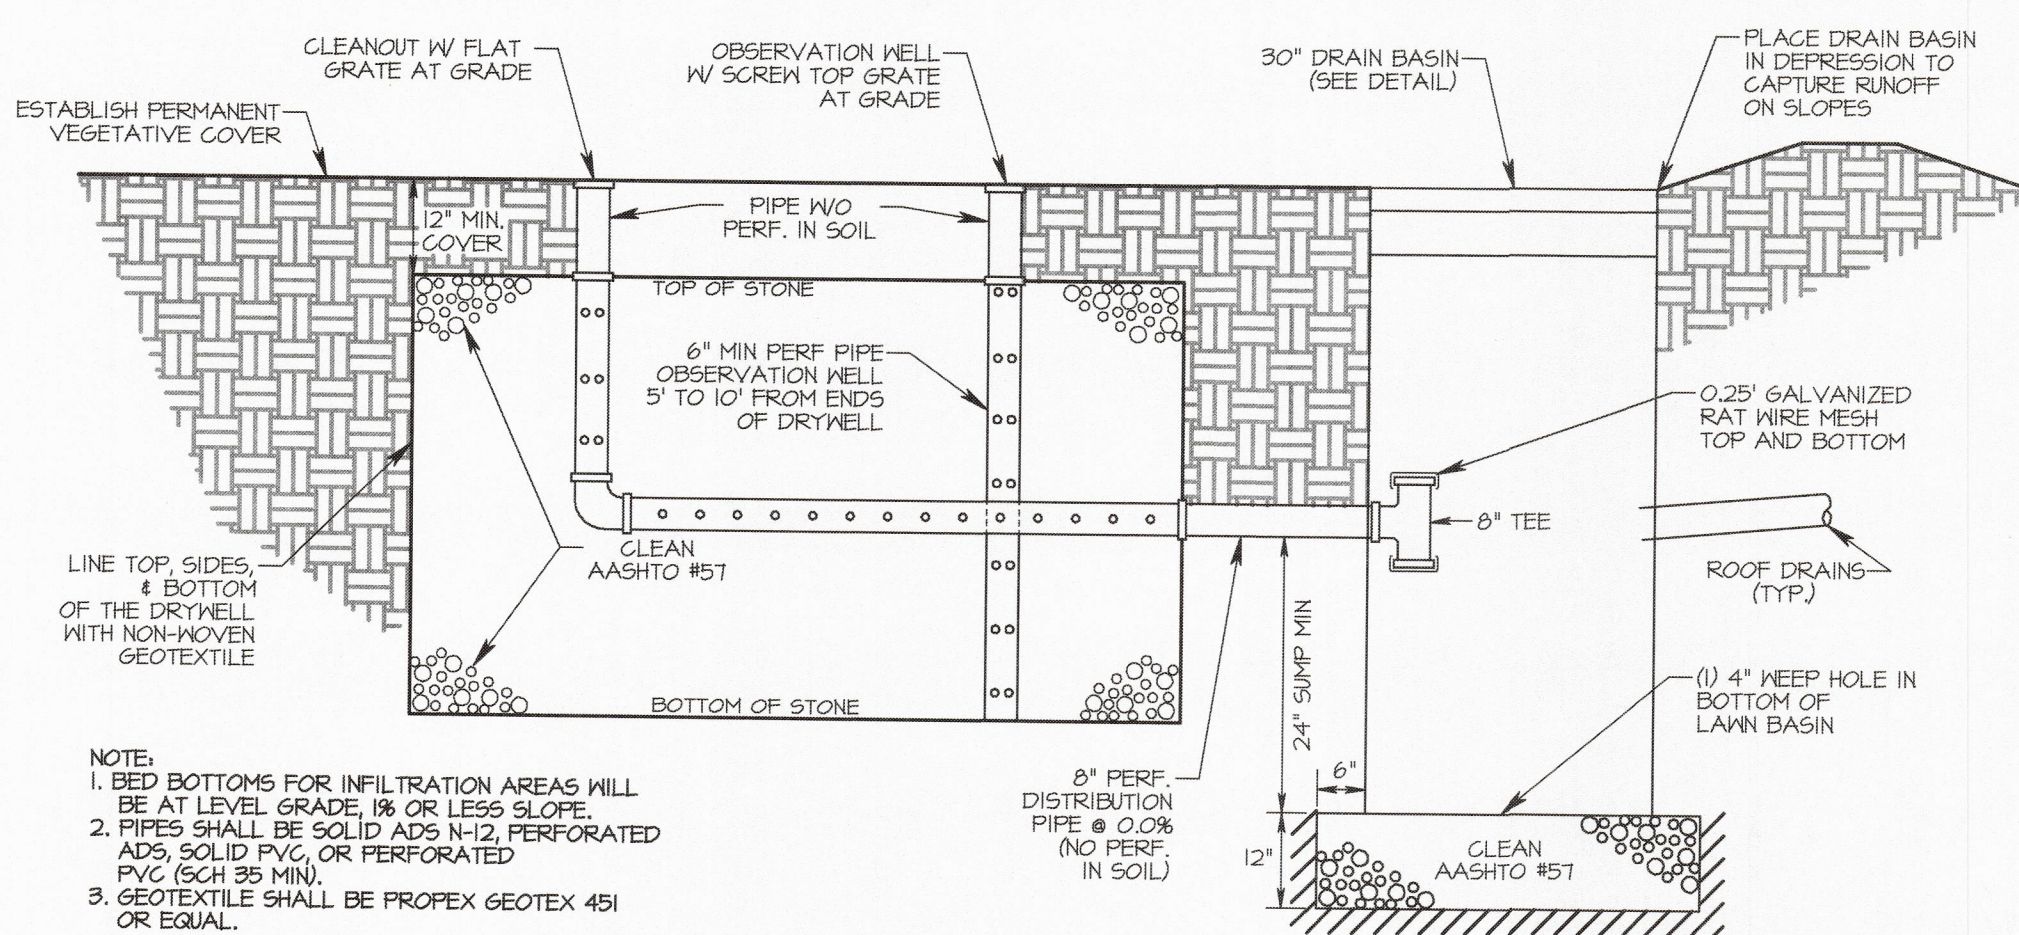 CLEANOUT W/ FLAT
GRATE AT GRADE
OBSERVATION WELL
W/ SCREW TOP GRATE
AT GRADE
30" DRAIN BASIN
(SEE DETAIL)
PLACE DRAIN BASIN
IN DEPRESSION TO
CAPTURE RUNOFF
ON SLOPES
ESTABLISH PERMANENT
VEGETATIVE COVER
12" MIN.
COVER
PIPE W/O
PERF. IN SOIL
TOP OF STONE
6" MIN PERF PIPE
OBSERVATION WELL
5' TO 10' FROM ENDS
OF DRYWELL
0.25' GALVANIZED
RAT WIRE MESH
TOP AND BOTTOM
8" TEE
CLEAN
AASHTO #57
ROOF DRAINS
(TYP.)
LINE TOP, SIDES,
& BOTTOM
OF THE DRYWELL
WITH NON-WOVEN
GEOTEXTILE
24" SUMP MIN
(1) 4" WEEP HOLE IN
BOTTOM OF
LAWN BASIN
BOTTOM OF STONE
6"
8" PERF.
DISTRIBUTION
PIPE @ 0.0%
(NO PERF.
IN SOIL)
12"
CLEAN
AASHTO #57
NOTE:
1. BED BOTTOMS FOR INFILTRATION AREAS WILL
BE AT LEVEL GRADE, 1% OR LESS SLOPE.
2. PIPES SHALL BE SOLID ADS N-12, PERFORATED
ADS, SOLID PVC, OR PERFORATED
PVC (SCH 35 MIN).
3. GEOTEXTILE SHALL BE PROPEX GEOTEX 451
OR EQUAL.